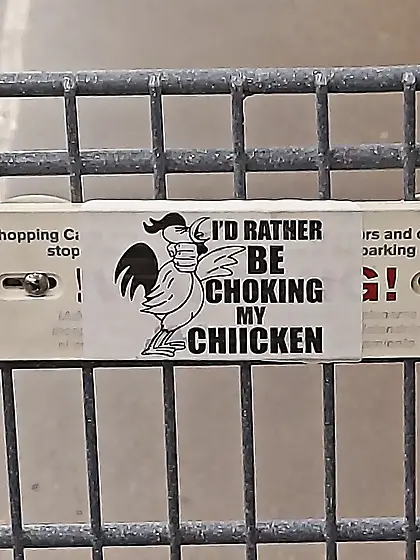 hopping Ca
stop
!
I'D RATHER
BE
CHOKING
MY
CHIICKEN
rs and c
parking
G!